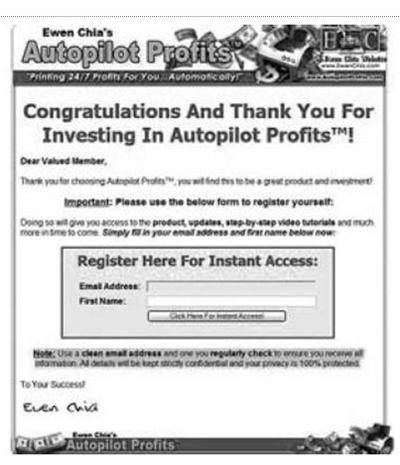 Ewen Chia's
Autopilot Profits
"Printing 24/7 Profits For You...Automatically!"
Congratulations And Thank You For
Investing In Autopilot Profits™!
Dear Valued Member,
Thank you for choosing Autopilot Profits™, you will find this to be a great product and investment!
Important: Please use the below form to register yourself:
Doing so will give you access to the product, updates, step-by-step video tutorials and much
more in time to come. Simply fill in your email address and first name below now:
Register Here For Instant Access:
Email Address:
First Name:
Click Here For Instant Access!
Note: Use a clean email address and one you regularly check to ensure you receive all
information. All details will be kept strictly confidential and your privacy is 100% protected.
To Your Success!
Ewen Chia
Ewen Chia's
Autopilot Profits